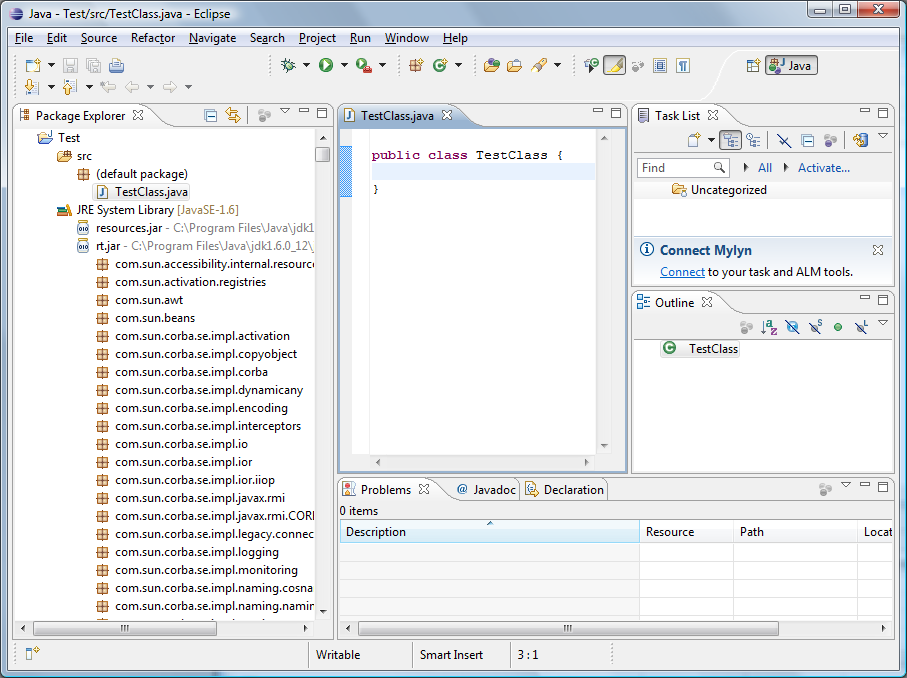 Java - Test/src/TestClass.java - Eclipse
File Edit Source Refactor Navigate Search Project Run Window Help
Java
Package Explorer
Test
src
(default package)
TestClass.java
JRE System Library [JavaSE-1.6]
resources.jar - C:\Program Files\Java\jdk1
rt.jar - C:\Program Files\Java\jdk1.6.0_12\
com.sun.accessibility.internal.resourc
com.sun.activation.registries
com.sun.awt
com.sun.beans
com.sun.corba.se.impl.activation
com.sun.corba.se.impl.copyobject
com.sun.corba.se.impl.corba
com.sun.corba.se.impl.dynamicany
com.sun.corba.se.impl.encoding
com.sun.corba.se.impl.interceptors
com.sun.corba.se.impl.io
com.sun.corba.se.impl.ior
com.sun.corba.se.impl.ior.iiop
com.sun.corba.se.impl.javax.rmi
com.sun.corba.se.impl.javax.rmi.CORI
com.sun.corba.se.impl.legacy.connec
com.sun.corba.se.impl.logging
com.sun.corba.se.impl.monitoring
com.sun.corba.se.impl.naming.cosna
com.sun.corba.se.impl.naming.namin
TestClass.java
public class TestClass {
}
Task List
Find All Activate...
Uncategorized
Connect Mylyn
Connect to your task and ALM tools.
Outline
TestClass
Problems @ Javadoc Declaration
0 items
Description Resource Path Locat
Writable Smart Insert 3 : 1